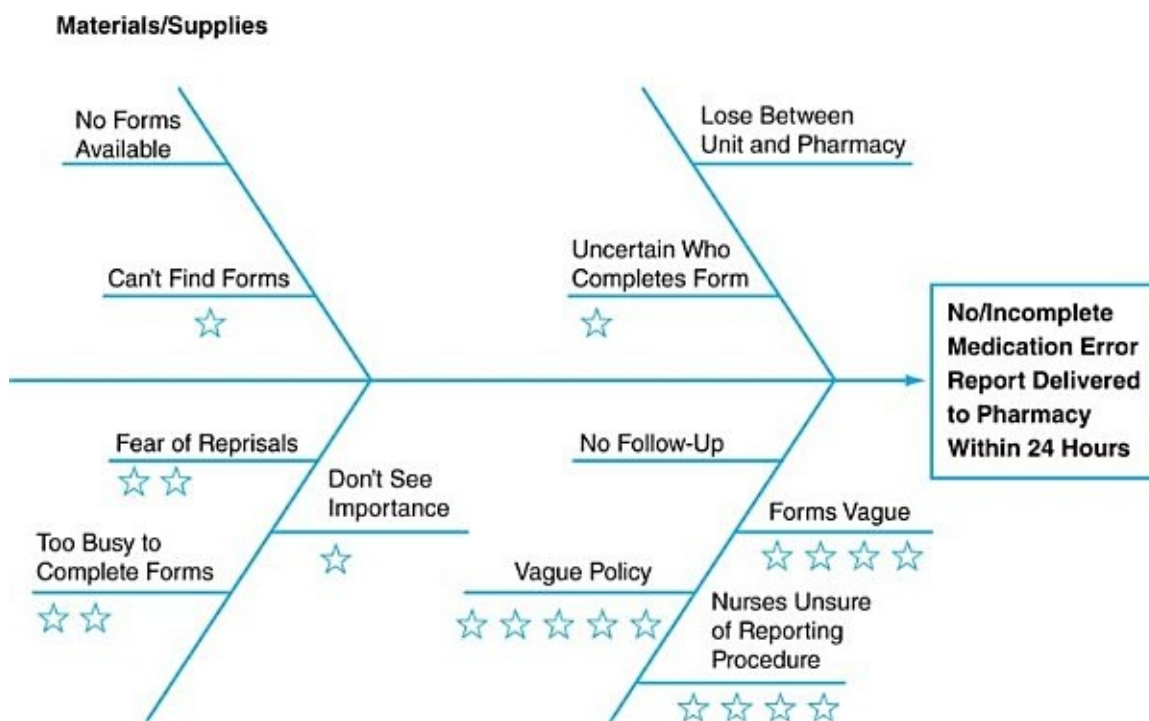 Materials/Supplies
No Forms
Available
Can't Find Forms
Lose Between
Unit and Pharmacy
Uncertain Who
Completes Form
No/Incomplete
Medication Error
Report Delivered
to Pharmacy
Within 24 Hours
Fear of Reprisals
Don't See
Importance
Too Busy to
Complete Forms
No Follow-Up
Forms Vague
Vague Policy
Nurses Unsure
of Reporting
Procedure